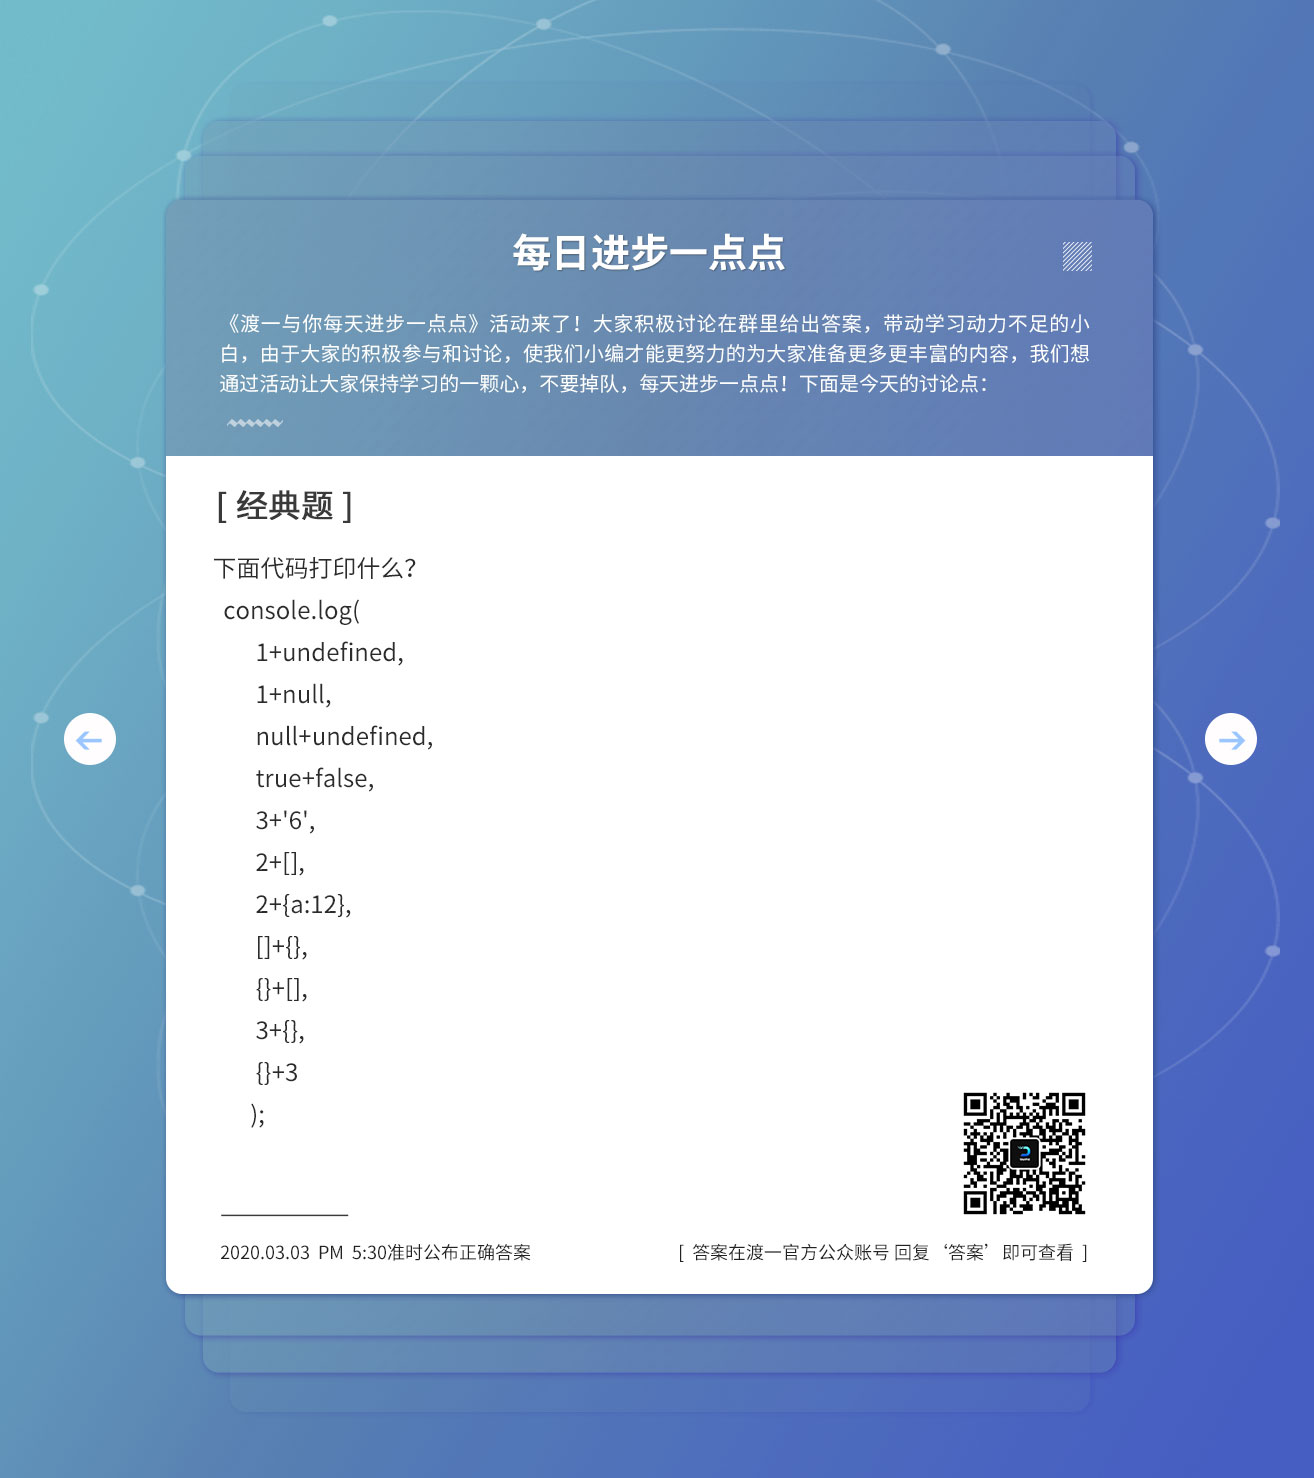 每日进步一点点
《渡一与你每天进步一点点》活动来了！大家积极讨论在群里给出答案，带动学习动力不足的小
白，由于大家的积极参与和讨论，使我们小编才能更努力的为大家准备更多更丰富的内容，我们想
通过活动让大家保持学习的一颗心，不要掉队，每天进步一点点！下面是今天的讨论点：
[ 经典题 ]
下面代码打印什么？
console.log(
1+undefined,
1+null,
null+undefined,
true+false,
3+'6',
2+[],
2+{a:12},
[]+{},
{}+[],
3+{},
{}+3
);
2020.03.03 PM 5:30准时公布正确答案
[ 答案在渡一官方公众账号 回复‘答案’即可查看 ]